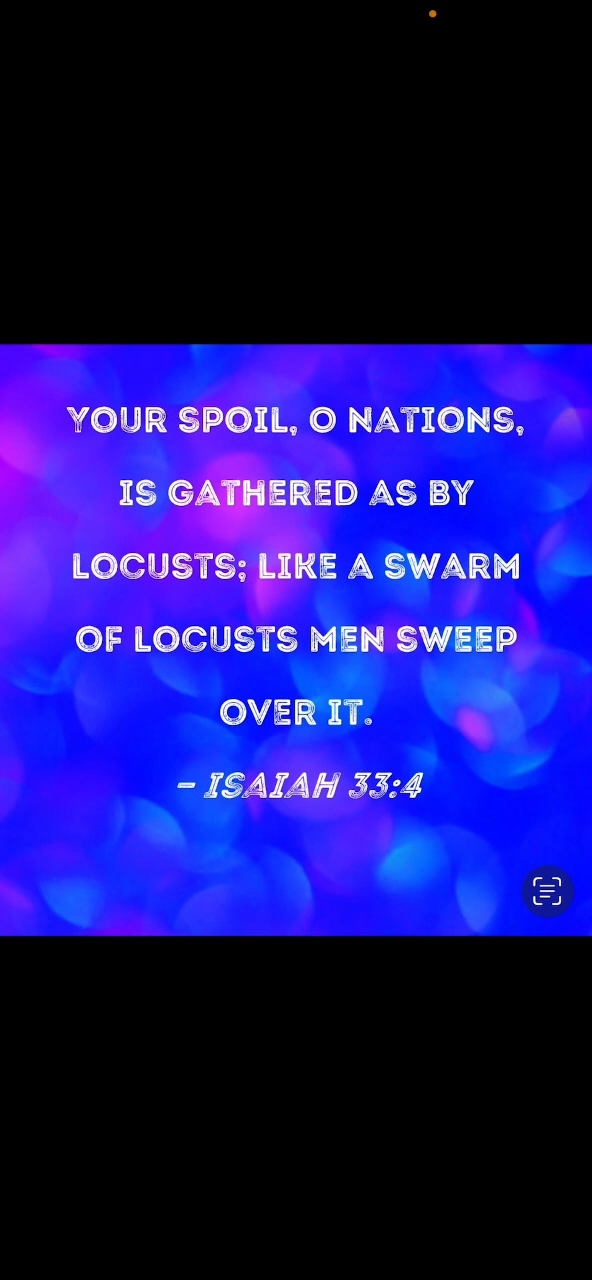 YOUR SPOIL, O NATIONS,
IS GATHERED AS BY
LOCUSTS; LIKE A SWARM
OF LOCUSTS MEN SWEEP
OVER IT.
- ISAIAH 33:4